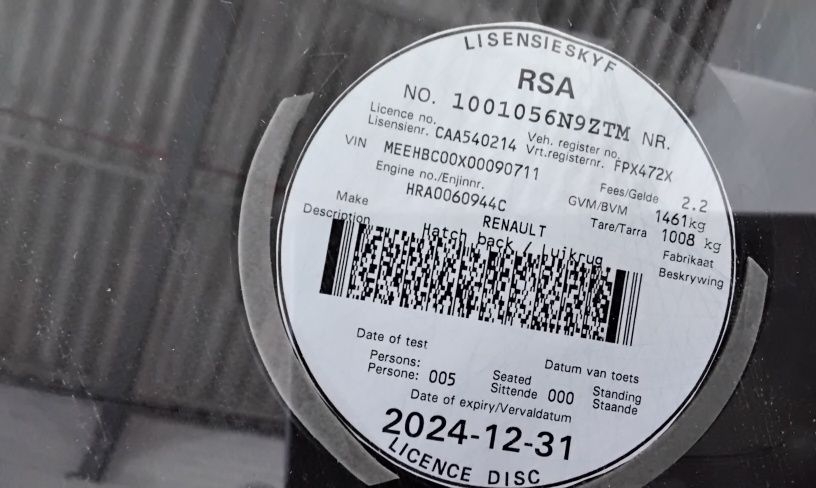 LISENSIESKYF
RSA
NO. 1001056N9ZTM NR.
Licence no. Veh. register no.
Lisensienr. CAA540214 Vrt.registernr. FPX472X
VIN MEEHBC00X00090711 Fees/Gelde 2.2
Engine no./Enjinnr. GVM/BVM 1461kg
HRA0060944C Tare/Tarra 1008 kg
Make RENAULT Fabrikaat
Description Hatch back / Luikrug Beskrywing
Date of test Datum van toets
Persons: Seated Standing
Persone: 005 Sittende 000 Staande
Date of expiry/Vervaldatum
2024-12-31
LICENCE DISC